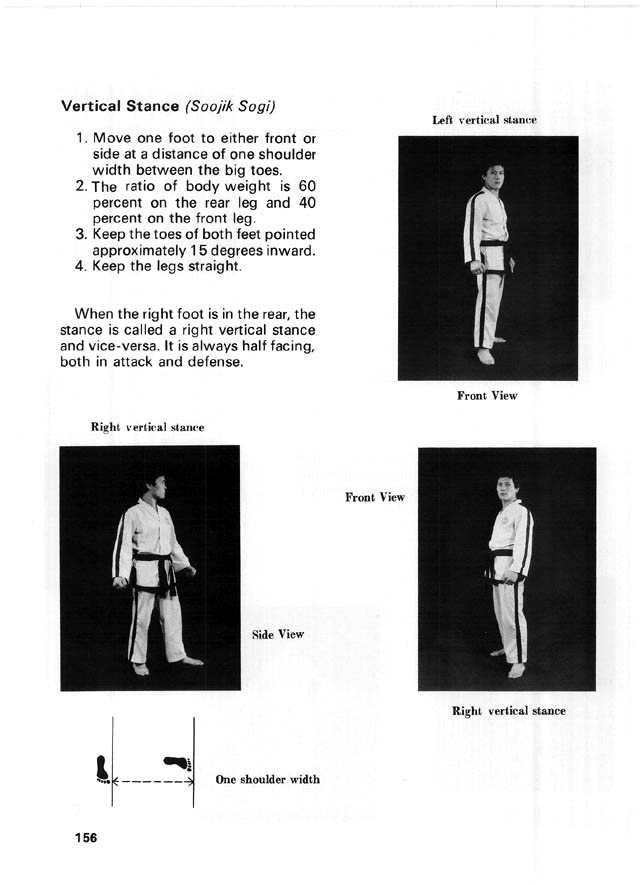 Vertical Stance (Soojik Sogi)
1. Move one foot to either front or
side at a distance of one shoulder
width between the big toes.
2. The ratio of body weight is 60
percent on the rear leg and 40
percent on the front leg.
3. Keep the toes of both feet pointed
approximately 15 degrees inward.
4. Keep the legs straight.
When the right foot is in the rear, the
stance is called a right vertical stance
and vice-versa. It is always half facing,
both in attack and defense.
Left vertical stance
Front View
Right vertical stance
Side View
Front View
Right vertical stance
One shoulder width
156